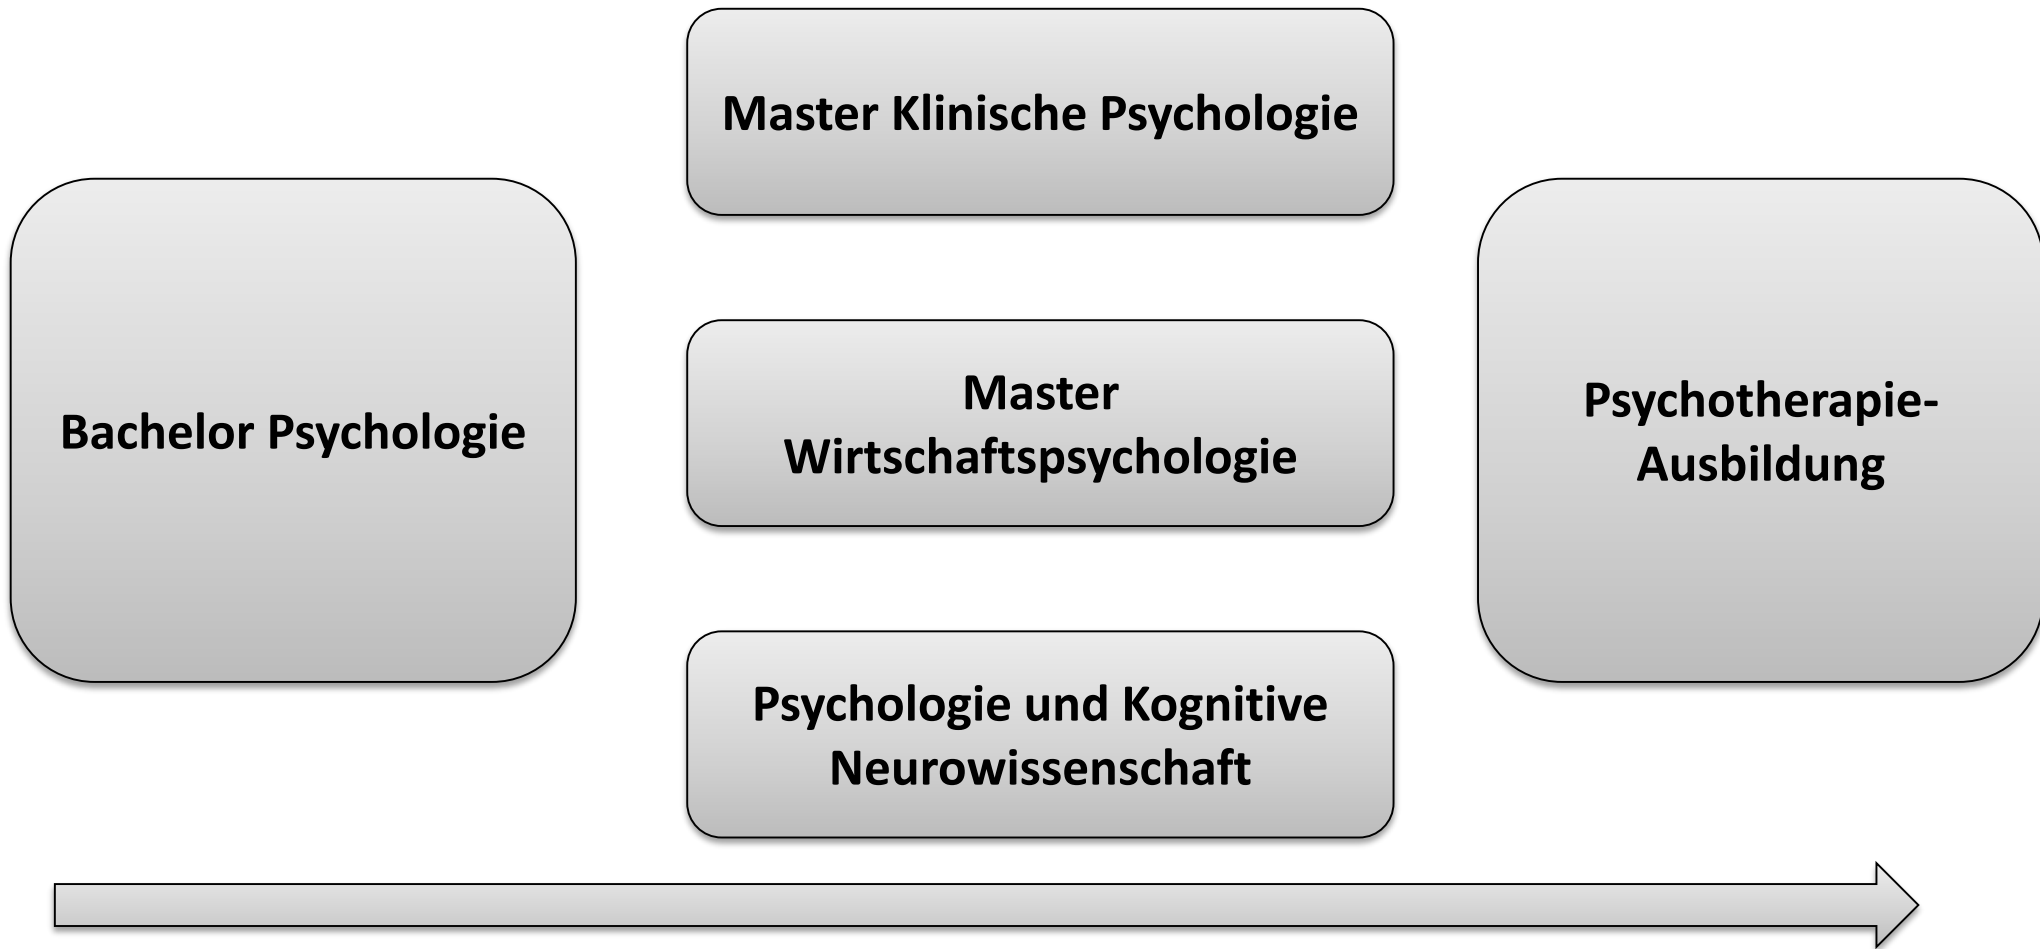 Bachelor Psychologie
Master Klinische Psychologie
Master
Wirtschaftspsychologie
Psychologie und Kognitive
Neurowissenschaft
Psychotherapie-
Ausbildung